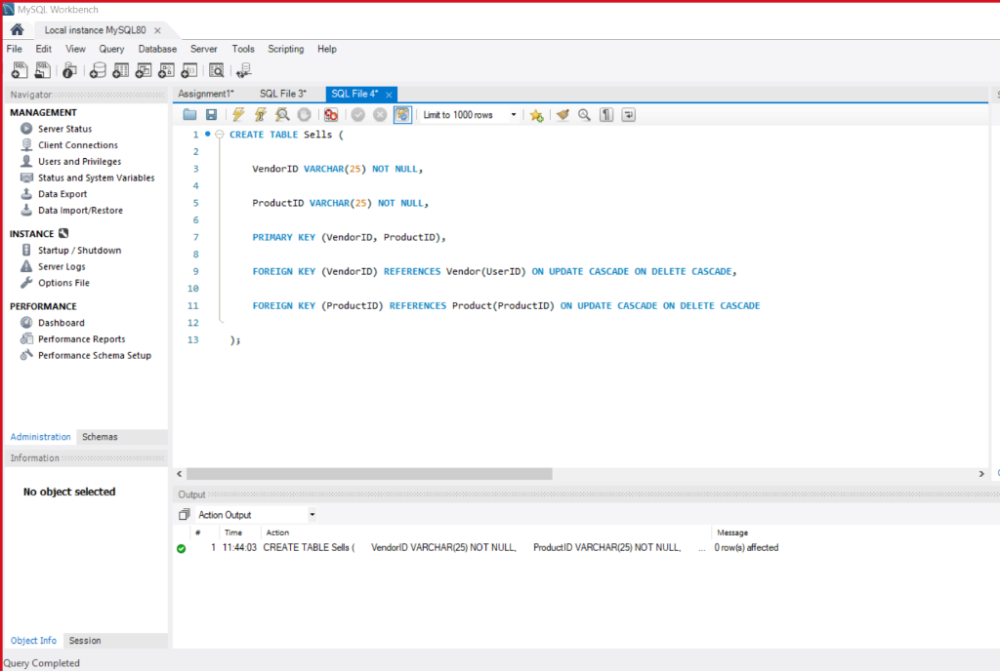 MySQL Workbench
Local instance MySQL80 ×
File Edit View Query Database Server Tools Scripting Help
Navigator
MANAGEMENT
Server Status
Client Connections
Users and Privileges
Status and System Variables
Data Export
Data Import/Restore
INSTANCE
Startup / Shutdown
Server Logs
Options File
PERFORMANCE
Dashboard
Performance Reports
Performance Schema Setup
Administration Schemas
Information
No object selected
Object Info Session
Assignment1* SQL File 3* SQL File 4* ×
Limit to 1000 rows
1 CREATE TABLE Sells (
2
3 VendorID VARCHAR(25) NOT NULL,
4
5 ProductID VARCHAR(25) NOT NULL,
6
7 PRIMARY KEY (VendorID, ProductID),
8
9 FOREIGN KEY (VendorID) REFERENCES Vendor(UserID) ON UPDATE CASCADE ON DELETE CASCADE,
10
11 FOREIGN KEY (ProductID) REFERENCES Product(ProductID) ON UPDATE CASCADE ON DELETE CASCADE
12
13 );
Output
Action Output
# Time Action Message
1 11:44:03 CREATE TABLE Sells ( VendorID VARCHAR(25) NOT NULL, ProductID VARCHAR(25) NOT NULL, ... 0 row(s) affected
Query Completed